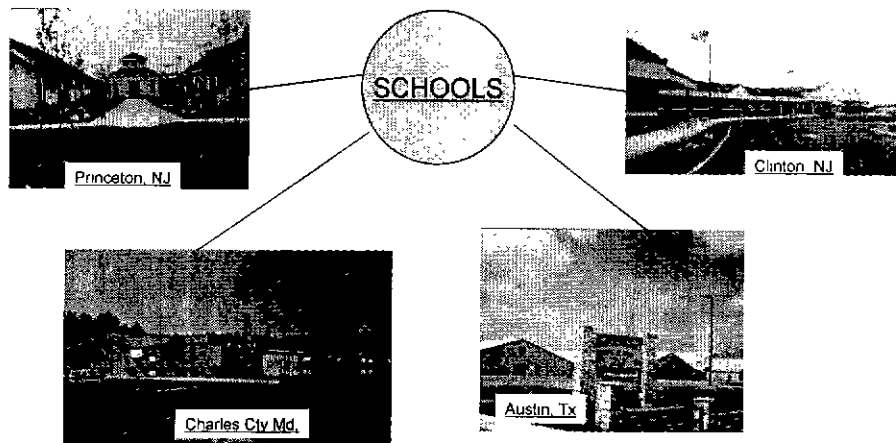 SCHOOLS
Princeton, NJ
Clinton, NJ
Charles Cty Md,
Austin, Tx